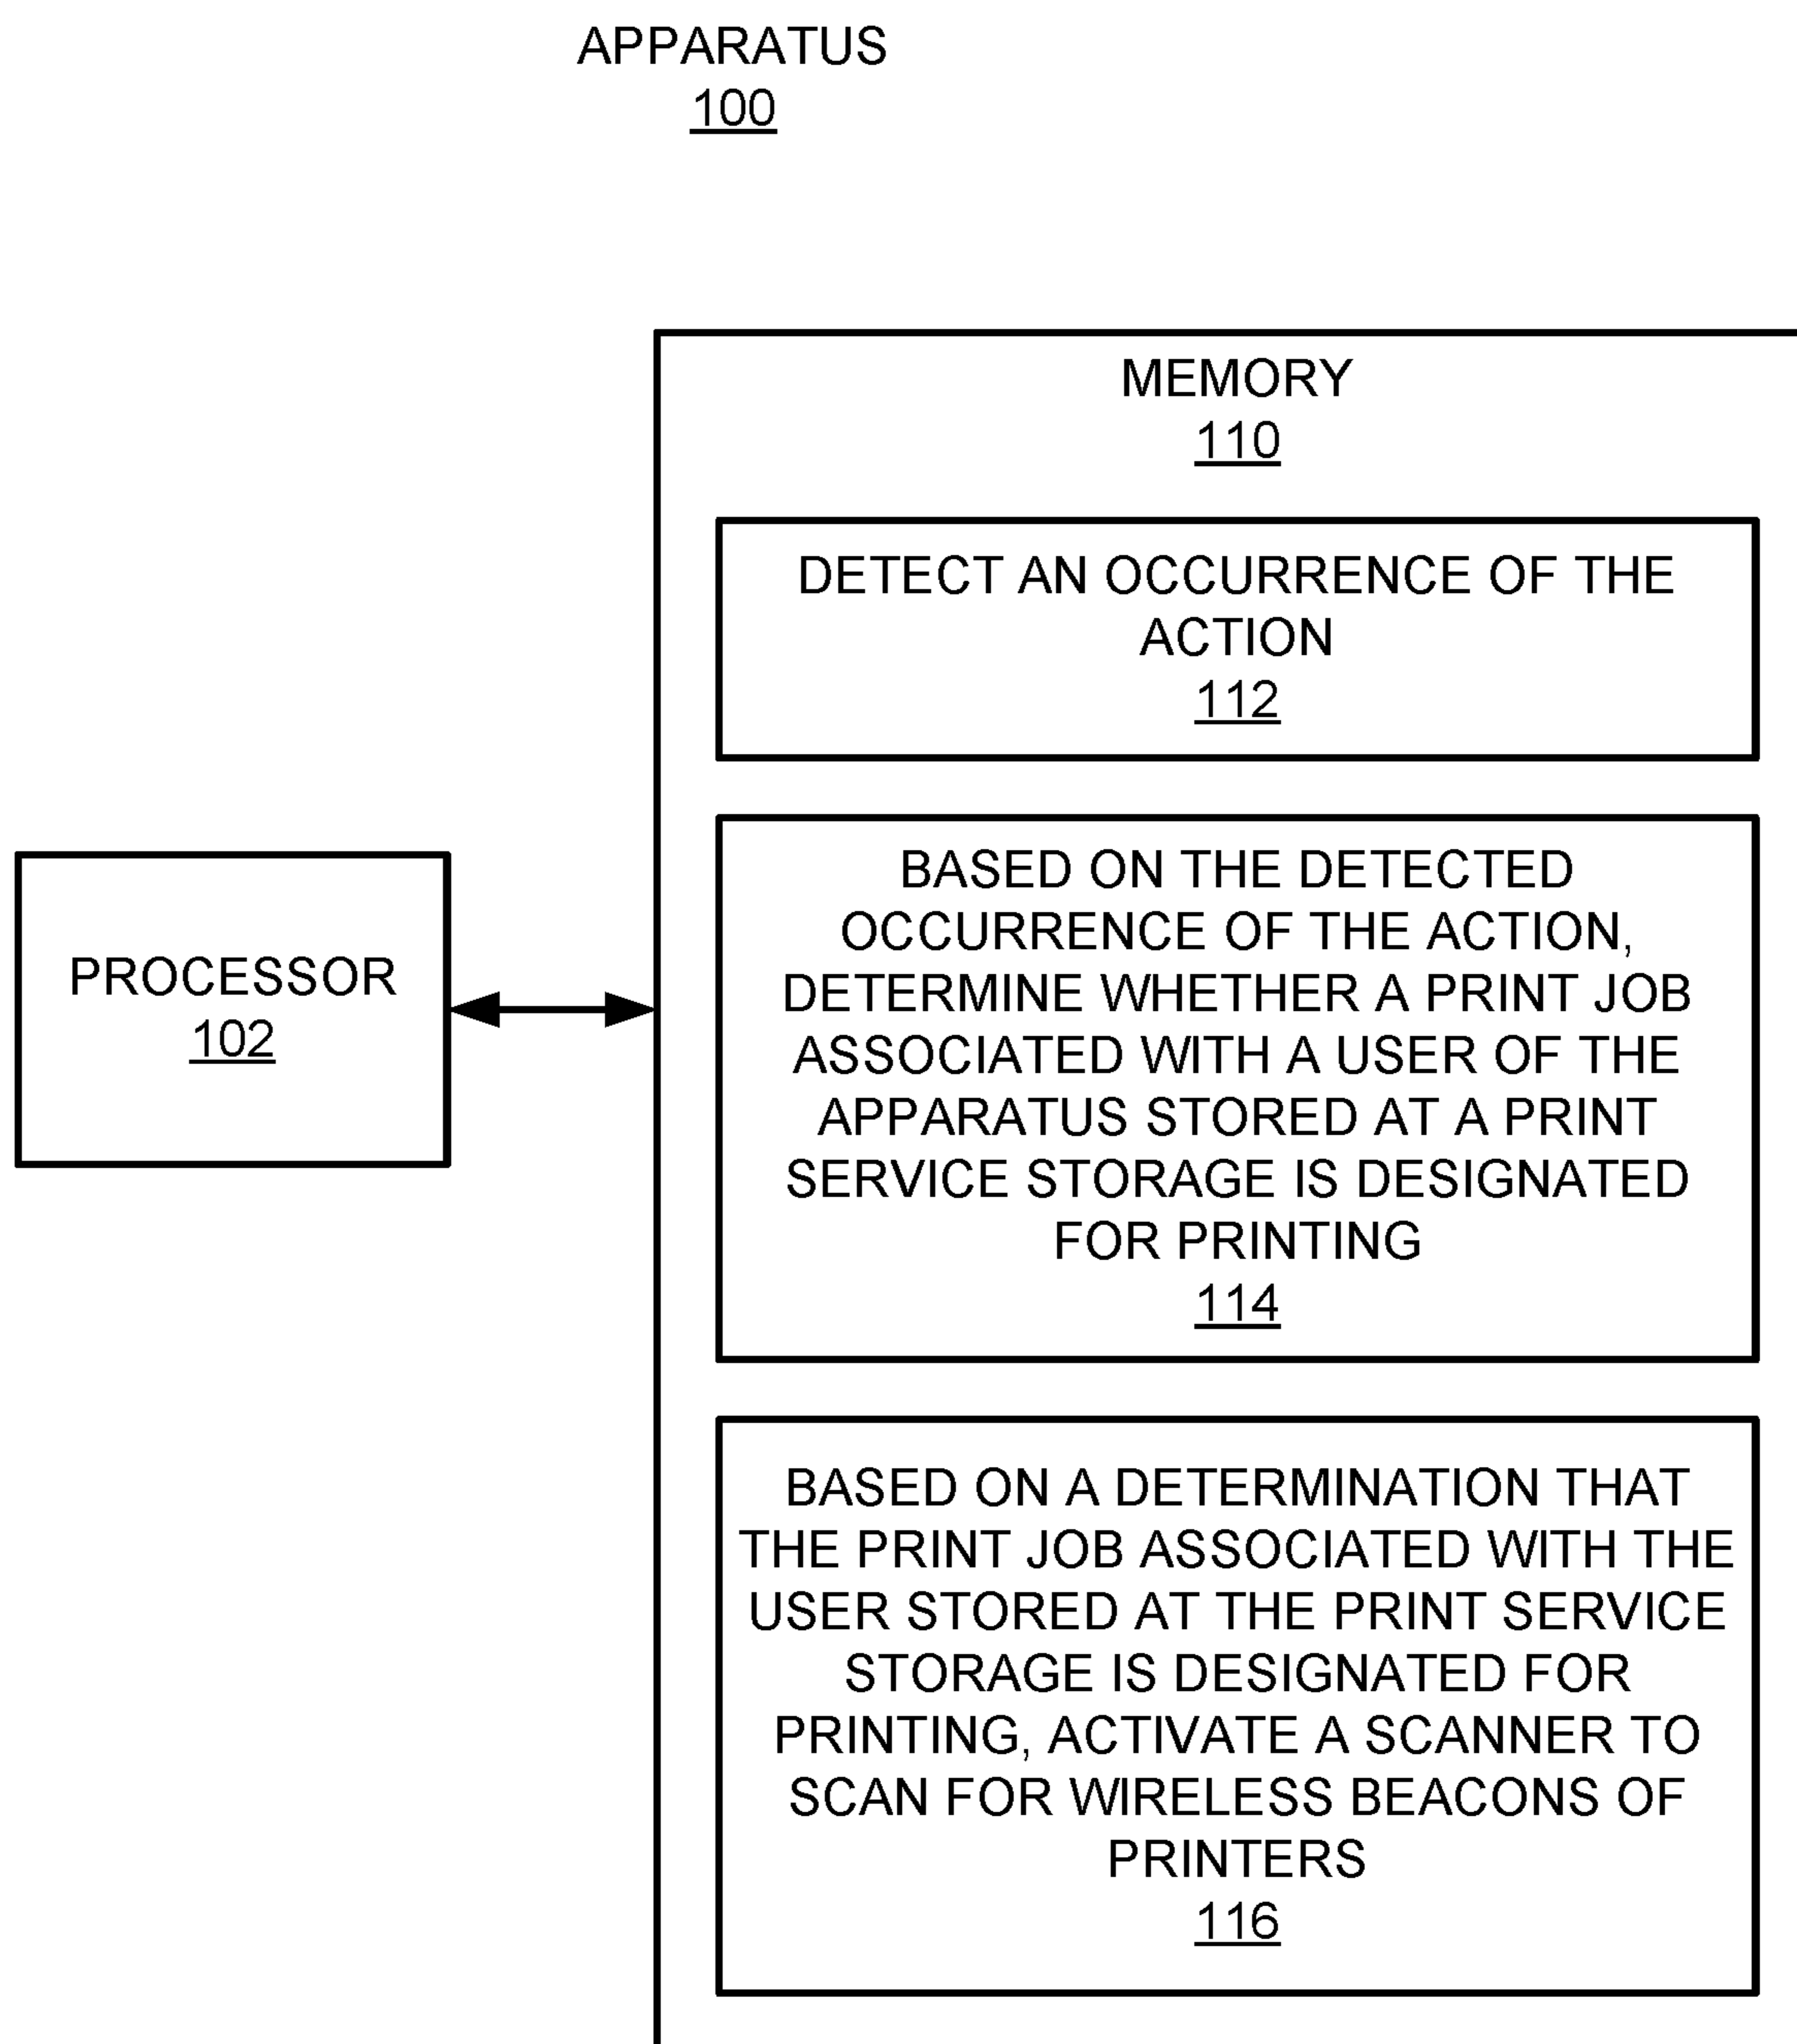 APPARATUS
100
MEMORY
110
DETECT AN OCCURRENCE OF THE
ACTION
112
BASED ON THE DETECTED
OCCURRENCE OF THE ACTION,
DETERMINE WHETHER A PRINT JOB
ASSOCIATED WITH A USER OF THE
APPARATUS STORED AT A PRINT
SERVICE STORAGE IS DESIGNATED
FOR PRINTING
114
PROCESSOR
102
BASED ON A DETERMINATION THAT
THE PRINT JOB ASSOCIATED WITH THE
USER STORED AT THE PRINT SERVICE
STORAGE IS DESIGNATED FOR
PRINTING, ACTIVATE A SCANNER TO
SCAN FOR WIRELESS BEACONS OF
PRINTERS
116